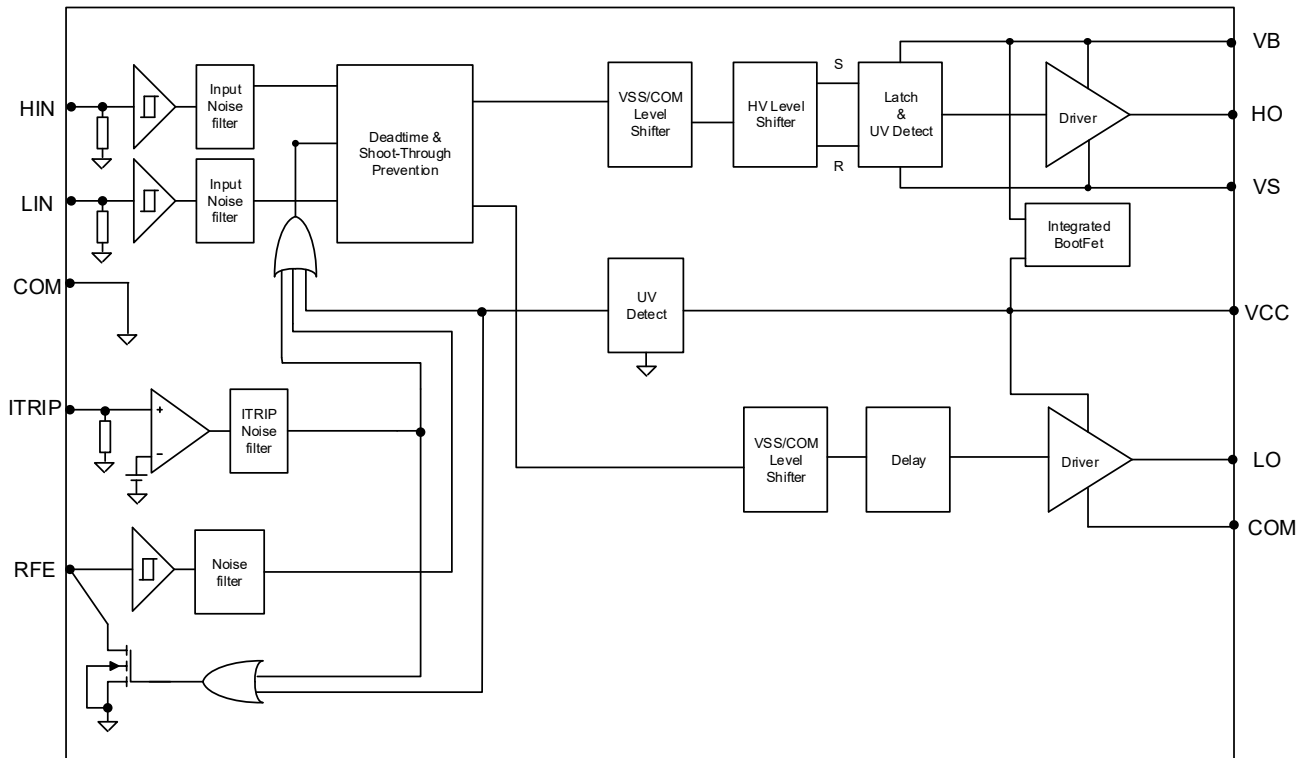 VB
HIN
Input
Noise
filter
Deadtime &
Shoot-Through
Prevention
VSS/COM
Level
Shifter
HV Level
Shifter
S
R
Latch
&
UV Detect
Driver
HO
LIN
Input
Noise
filter
VS
Integrated
BootFet
COM
UV
Detect
VCC
ITRIP
+
–
ITRIP
Noise
filter
VSS/COM
Level
Shifter
Delay
Driver
LO
COM
RFE
Noise
filter